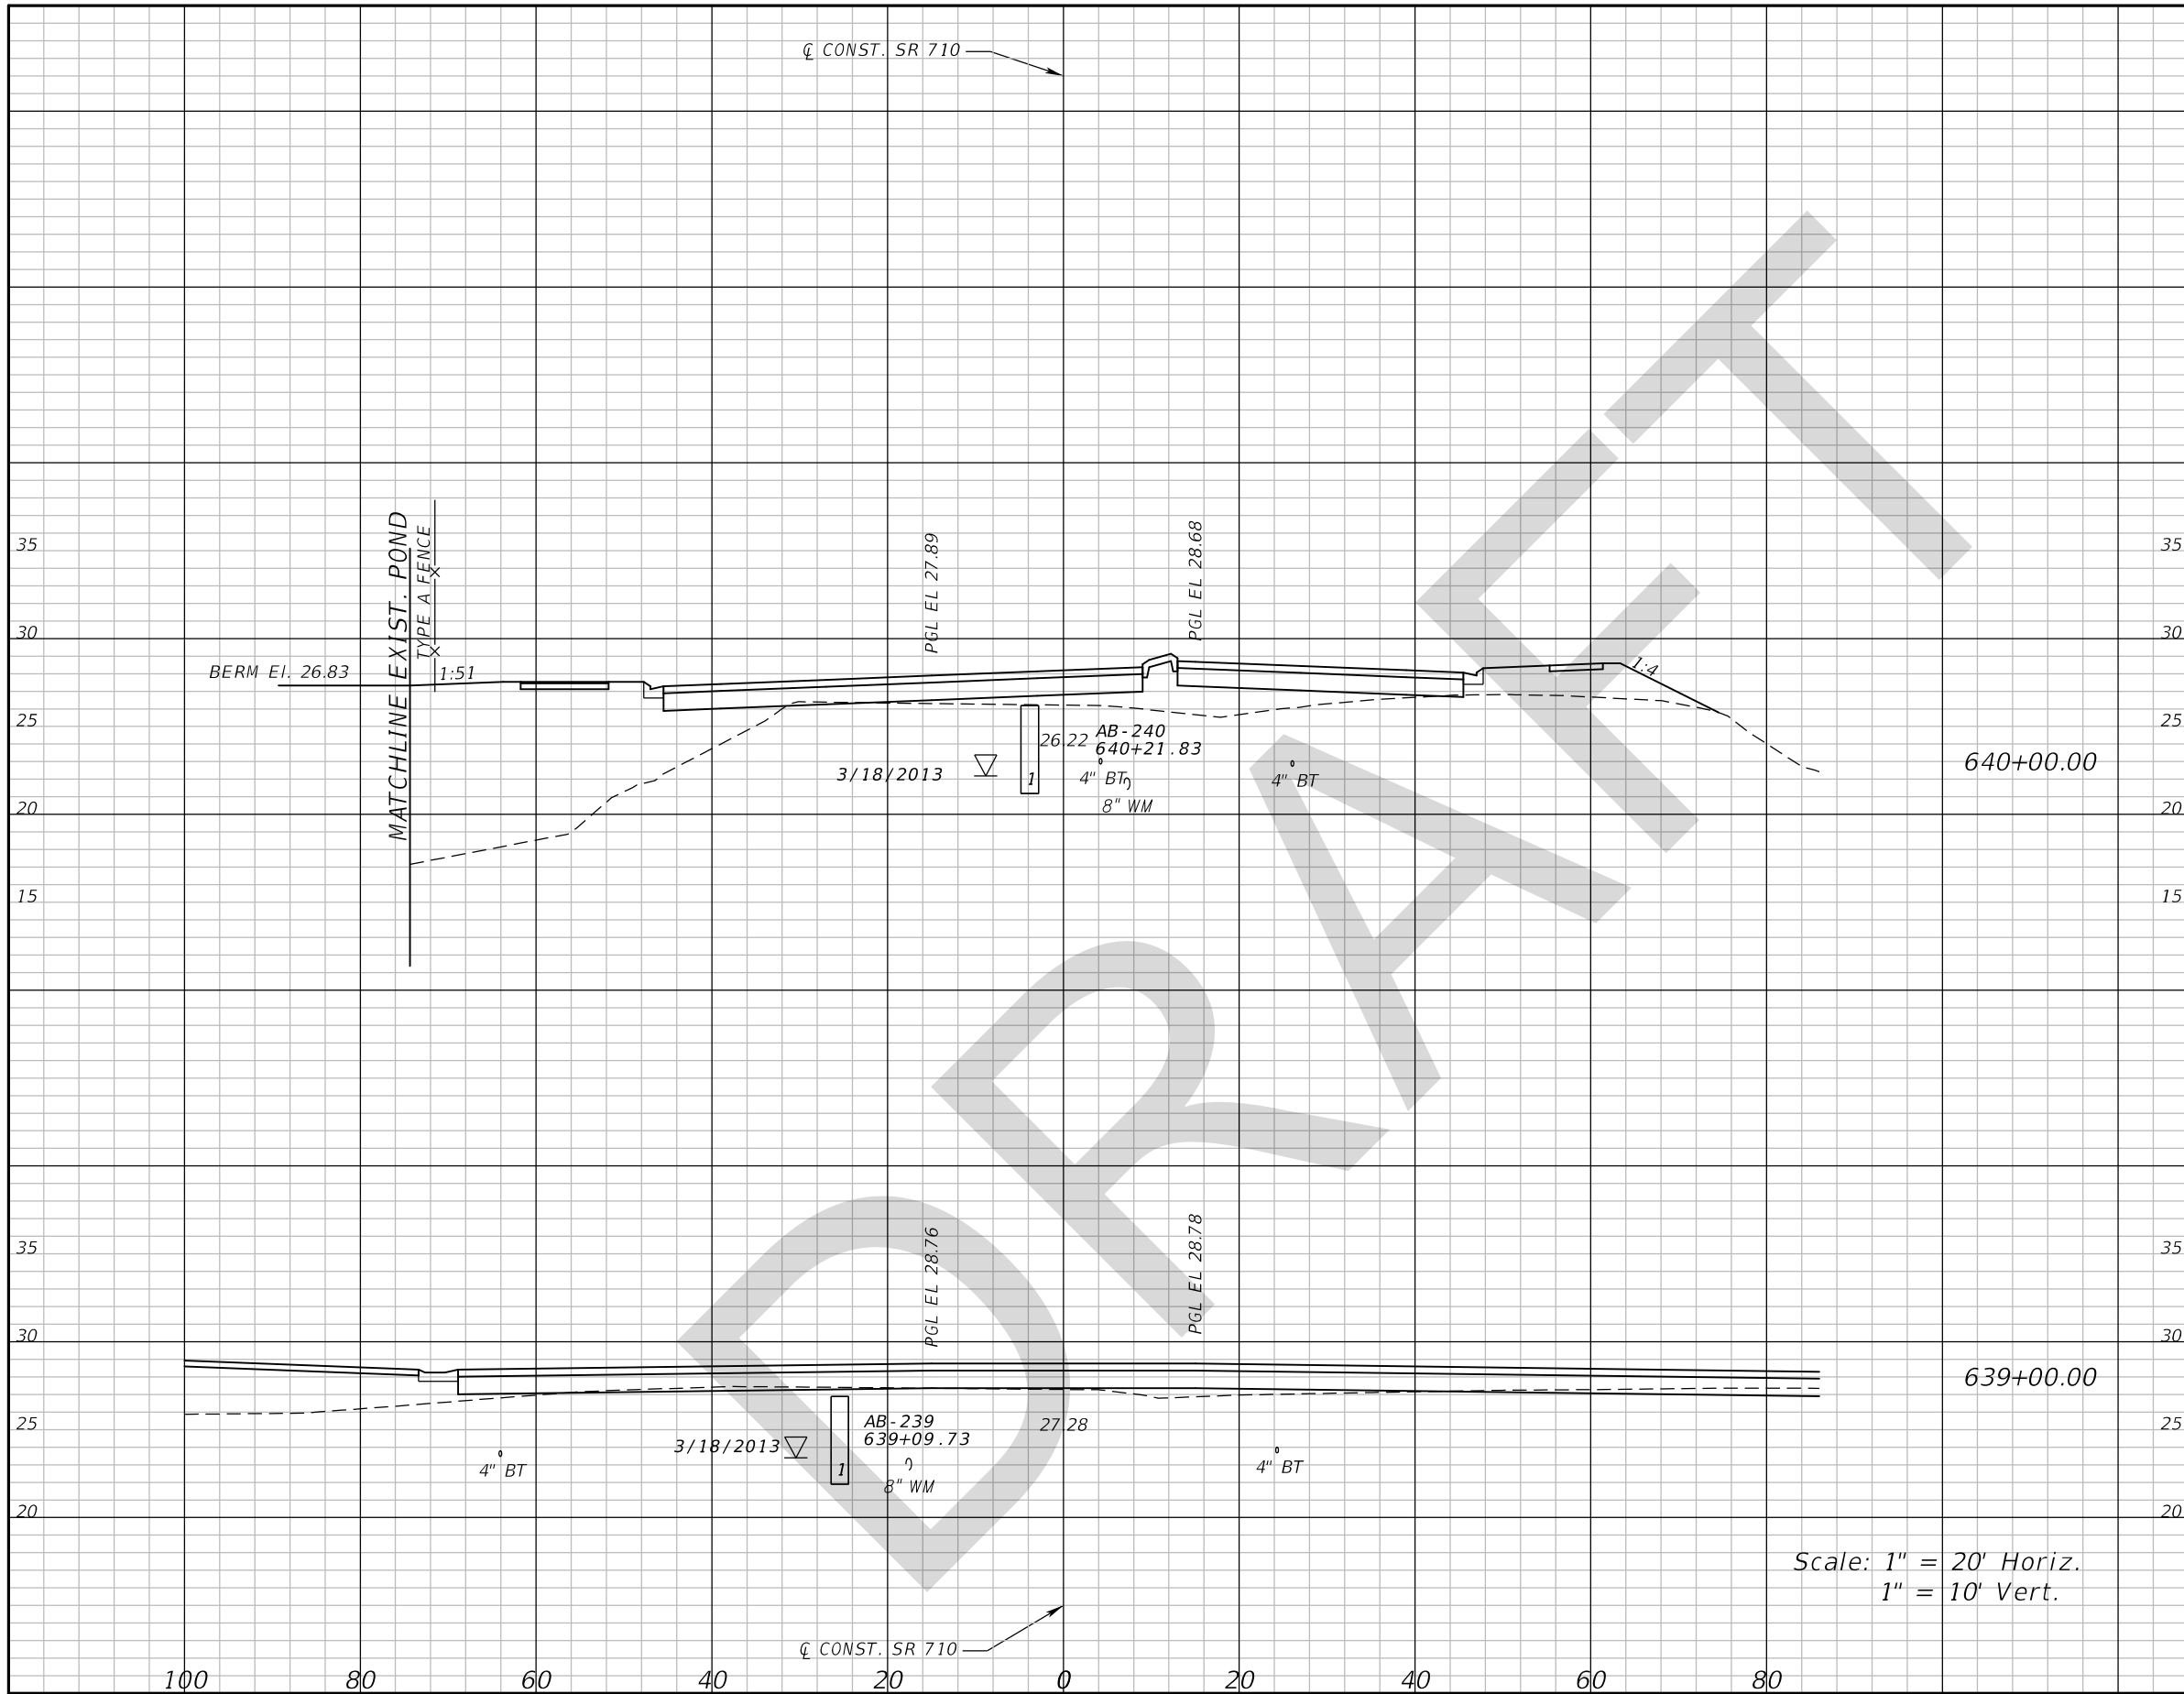 ℄ CONST. SR 710
35
MATCHLINE EXIST. POND
TYPE A FENCE
PGL EL 27.89
PGL EL 28.68
35
30
30
BERM El. 26.83
1:51
1:4
25
25
26.22
AB-240
640+21.83
3/18/2013
1
4" BT
4" BT
8" WM
640+00.00
20
20
15
15
DRAFT
35
PGL EL 28.76
PGL EL 28.78
35
30
30
639+00.00
25
AB-239
639+09.73
27.28
25
3/18/2013
1
4" BT
8" WM
4" BT
20
20
Scale: 1" = 20' Horiz.
1" = 10' Vert.
℄ CONST. SR 710
100 80 60 40 20 0 20 40 60 80